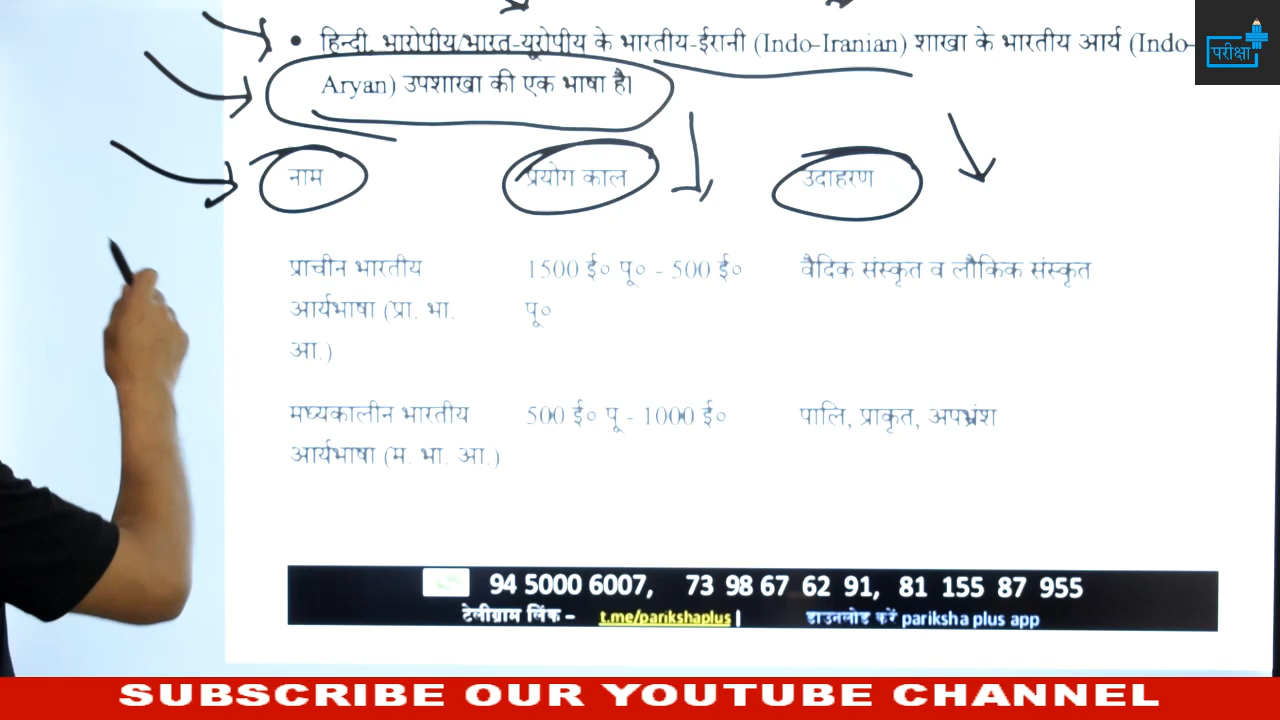 परीक्षा
• हिन्दी, भारोपीय/भारत-यूरोपीय के भारतीय-ईरानी (Indo-Iranian) शाखा के भारतीय आर्य (Indo-
Aryan) उपशाखा की एक भाषा है।
नाम प्रयोग काल उदाहरण
प्राचीन भारतीय 1500 ई० पू० - 500 ई० वैदिक संस्कृत व लौकिक संस्कृत
आर्यभाषा (प्रा. भा. पू०
आ.)
मध्यकालीन भारतीय 500 ई० पू - 1000 ई० पालि, प्राकृत, अपभ्रंश
आर्यभाषा (म. भा. आ.)
94 5000 6007, 73 98 67 62 91, 81 155 87 955
टेलीग्राम लिंक – t.me/parikshaplus | डाउनलोड करें pariksha plus app
SUBSCRIBE OUR YOUTUBE CHANNEL